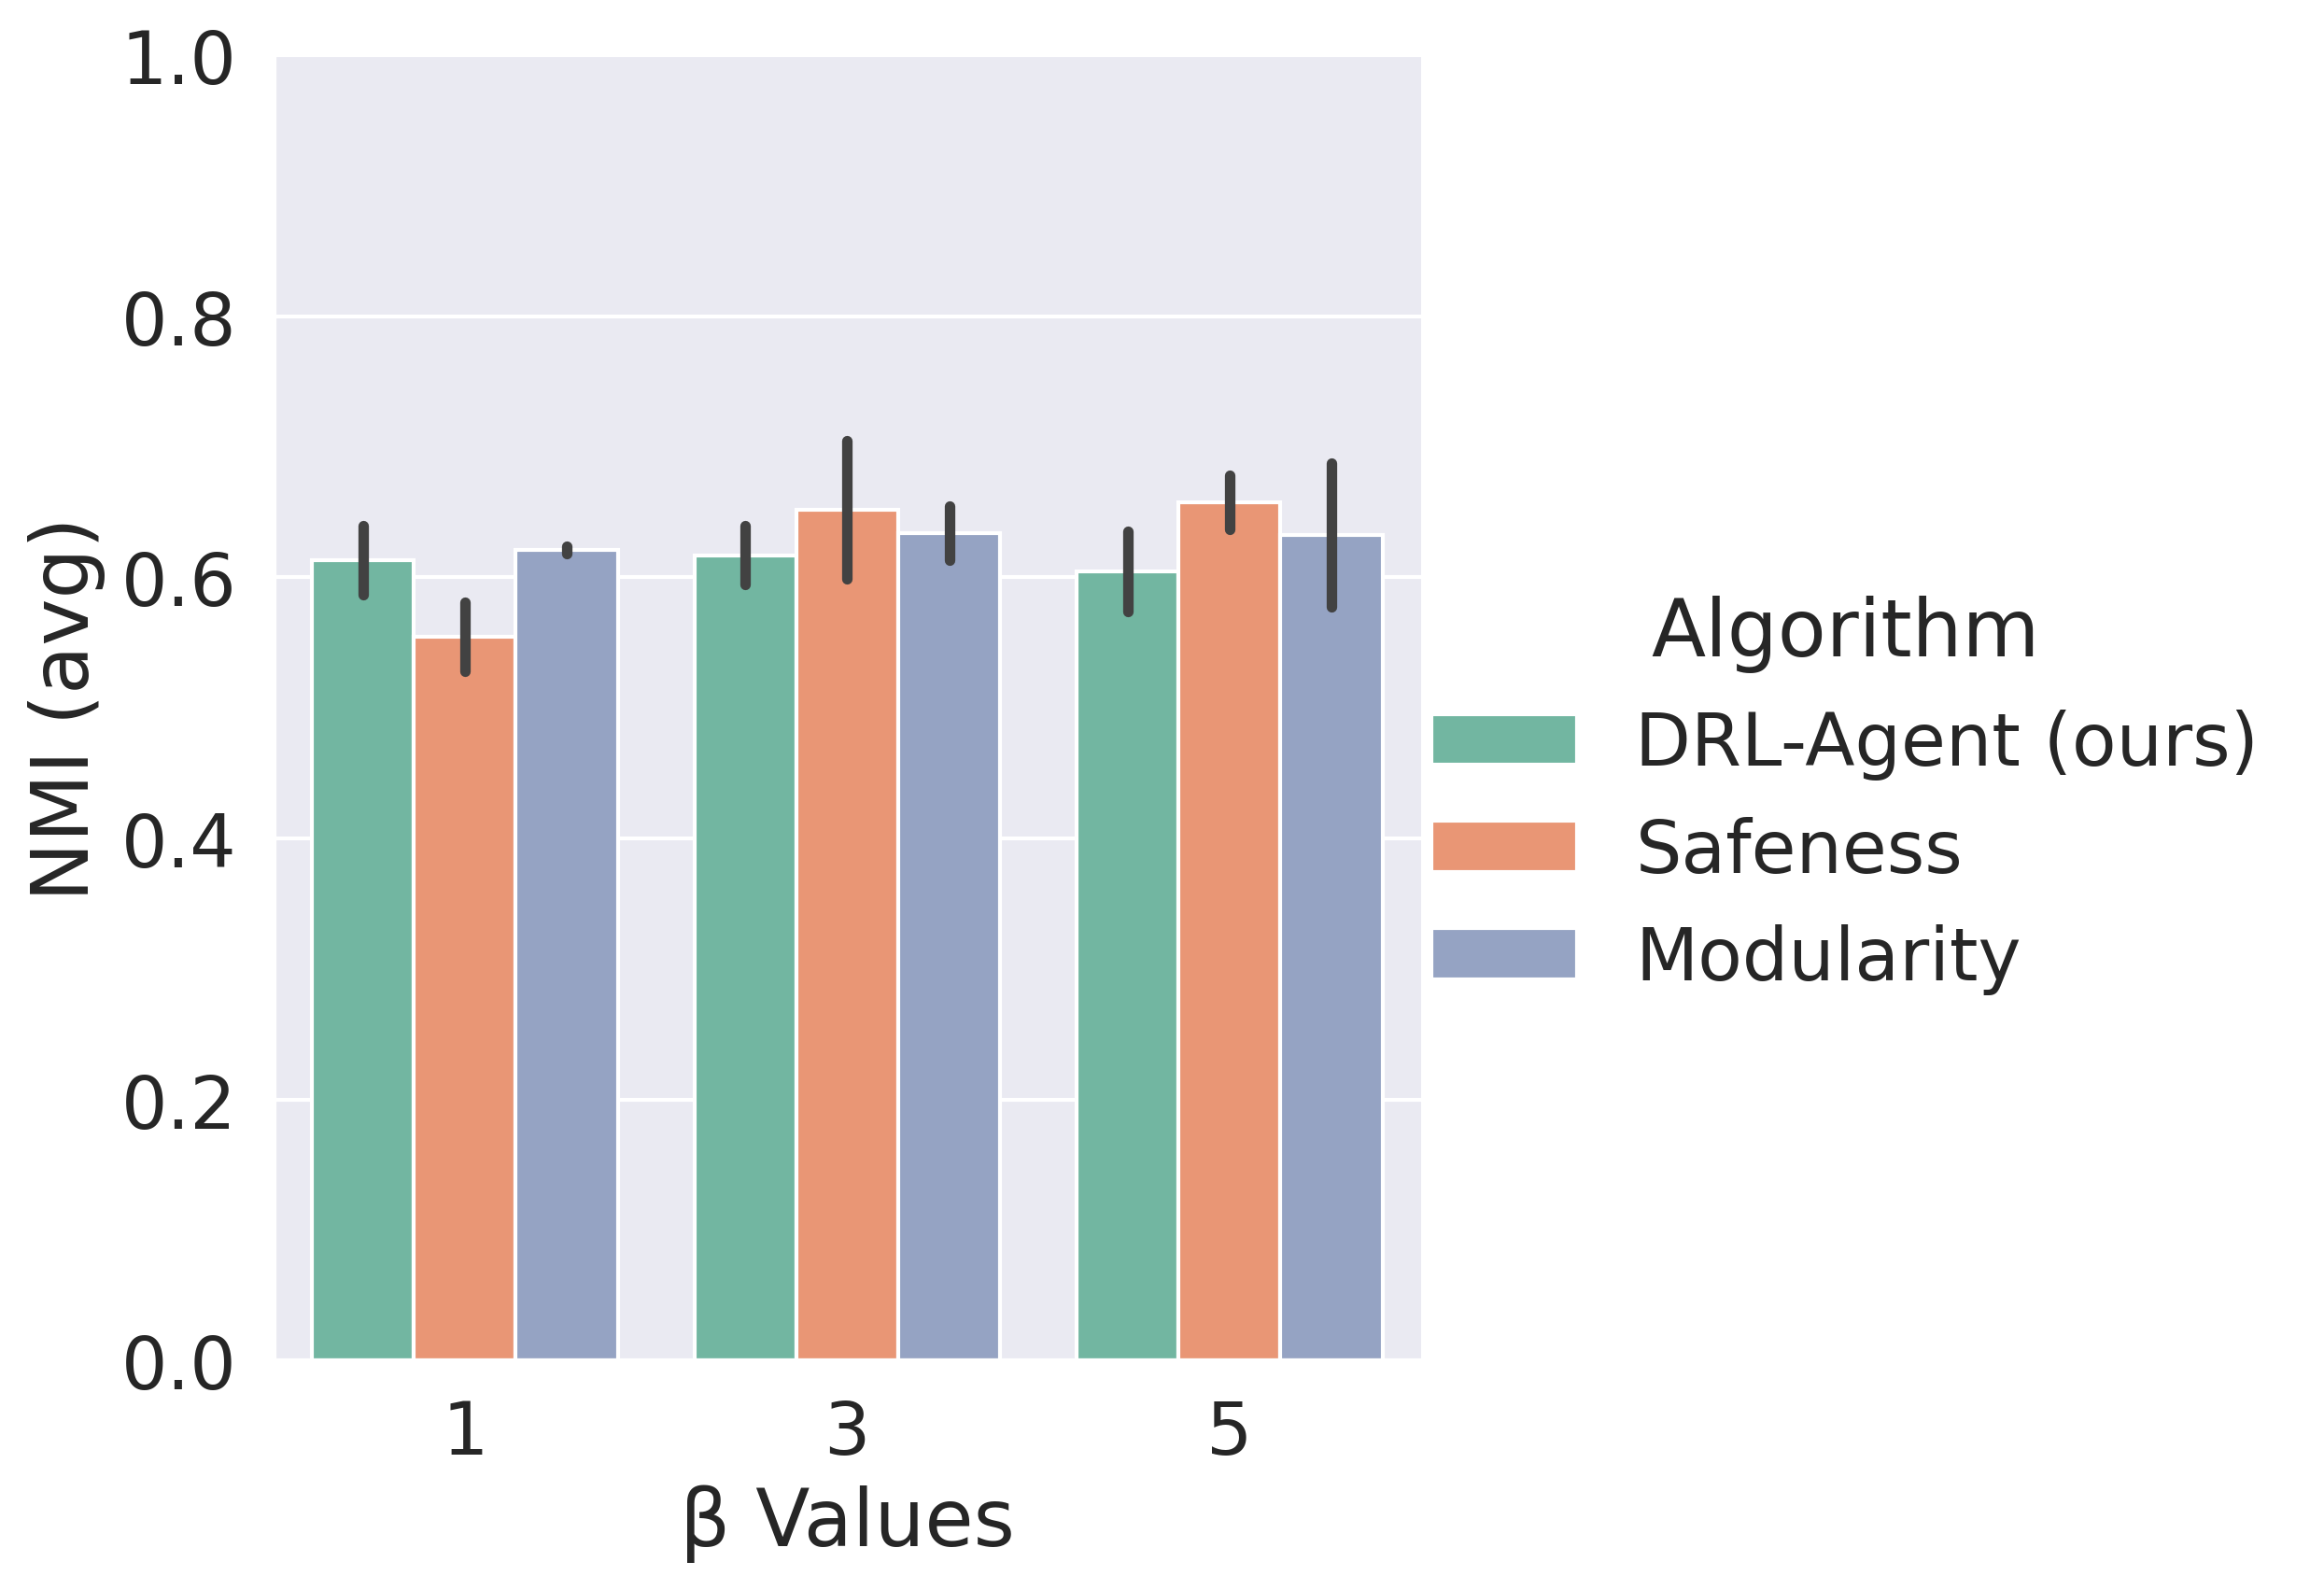 1.0
0.8
0.6
0.4
0.2
0.0
NMI (avg)
1 3 5
β Values
Algorithm
DRL-Agent (ours)
Safeness
Modularity